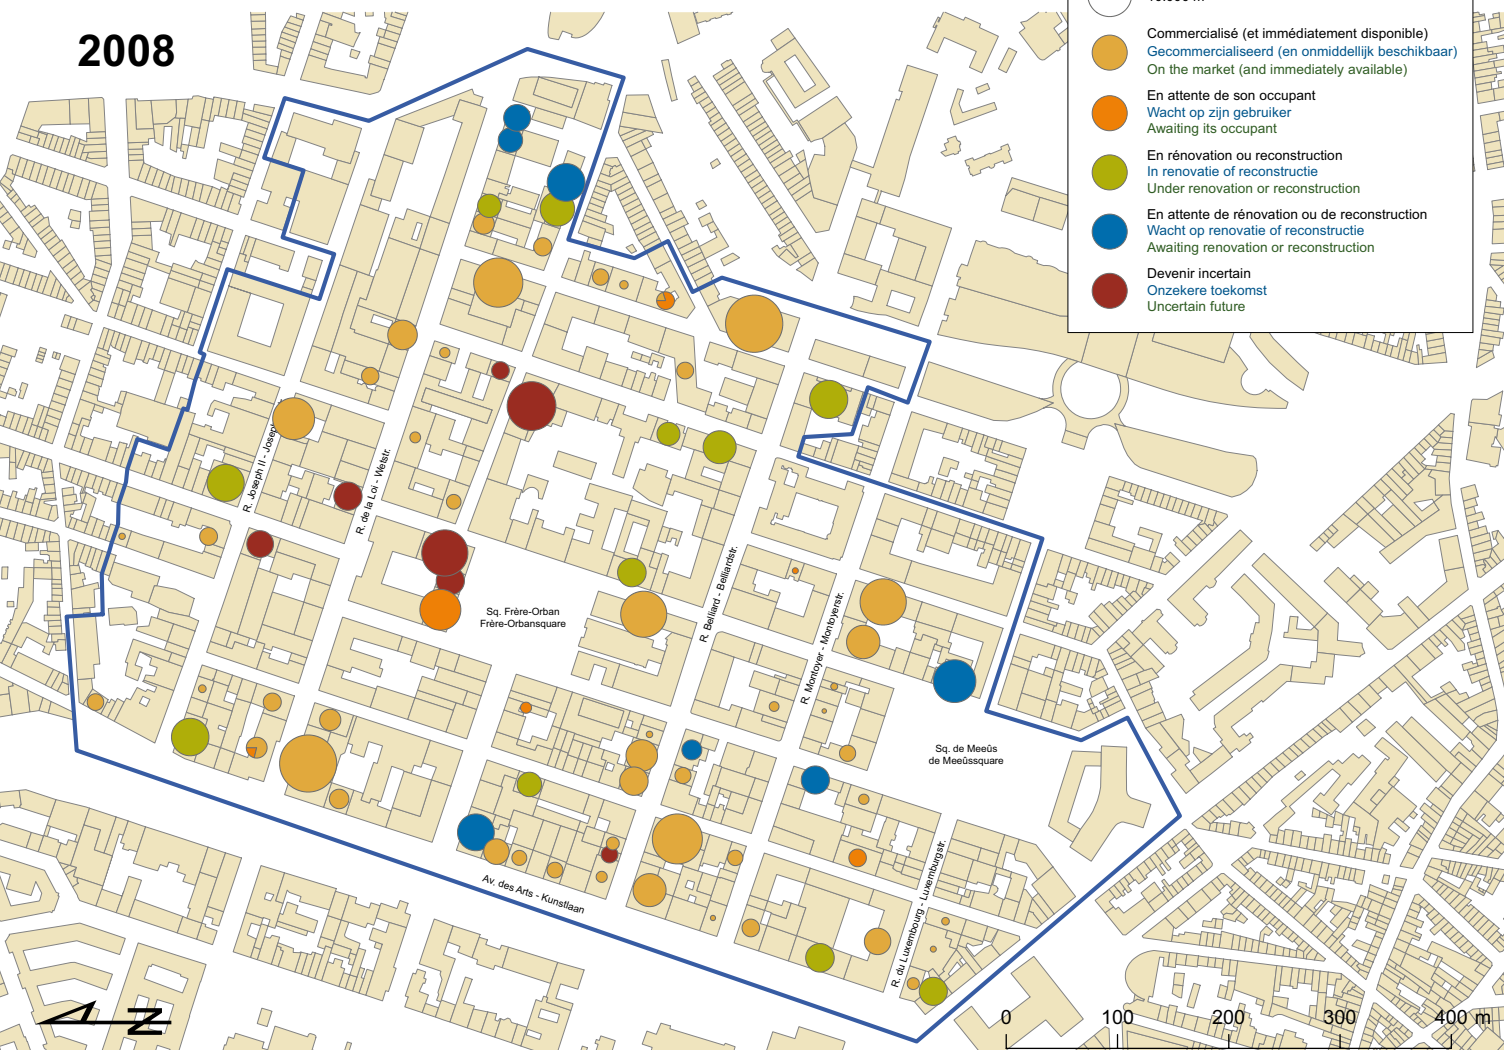 2008
Commercialisé (et immédiatement disponible)
Gecommercialiseerd (en onmiddellijk beschikbaar)
On the market (and immediately available)
En attente de son occupant
Wacht op zijn gebruiker
Awaiting its occupant
En rénovation ou reconstruction
In renovatie of reconstructie
Under renovation or reconstruction
En attente de rénovation ou de reconstruction
Wacht op renovatie of reconstructie
Awaiting renovation or reconstruction
Devenir incertain
Onzekere toekomst
Uncertain future
R. Joseph II - Joseph
R. de la Loi - Wetstr.
Sq. Frère-Orban
Frère-Orbansquare
R. Belliard - Belliardstr.
R. Montoyer - Montoyerstr.
Sq. de Meeûs
de Meeûssquare
Av. des Arts - Kunstlaan
R. du Luxembourg - Luxemburgstr.
N
0 100 200 300 400 m